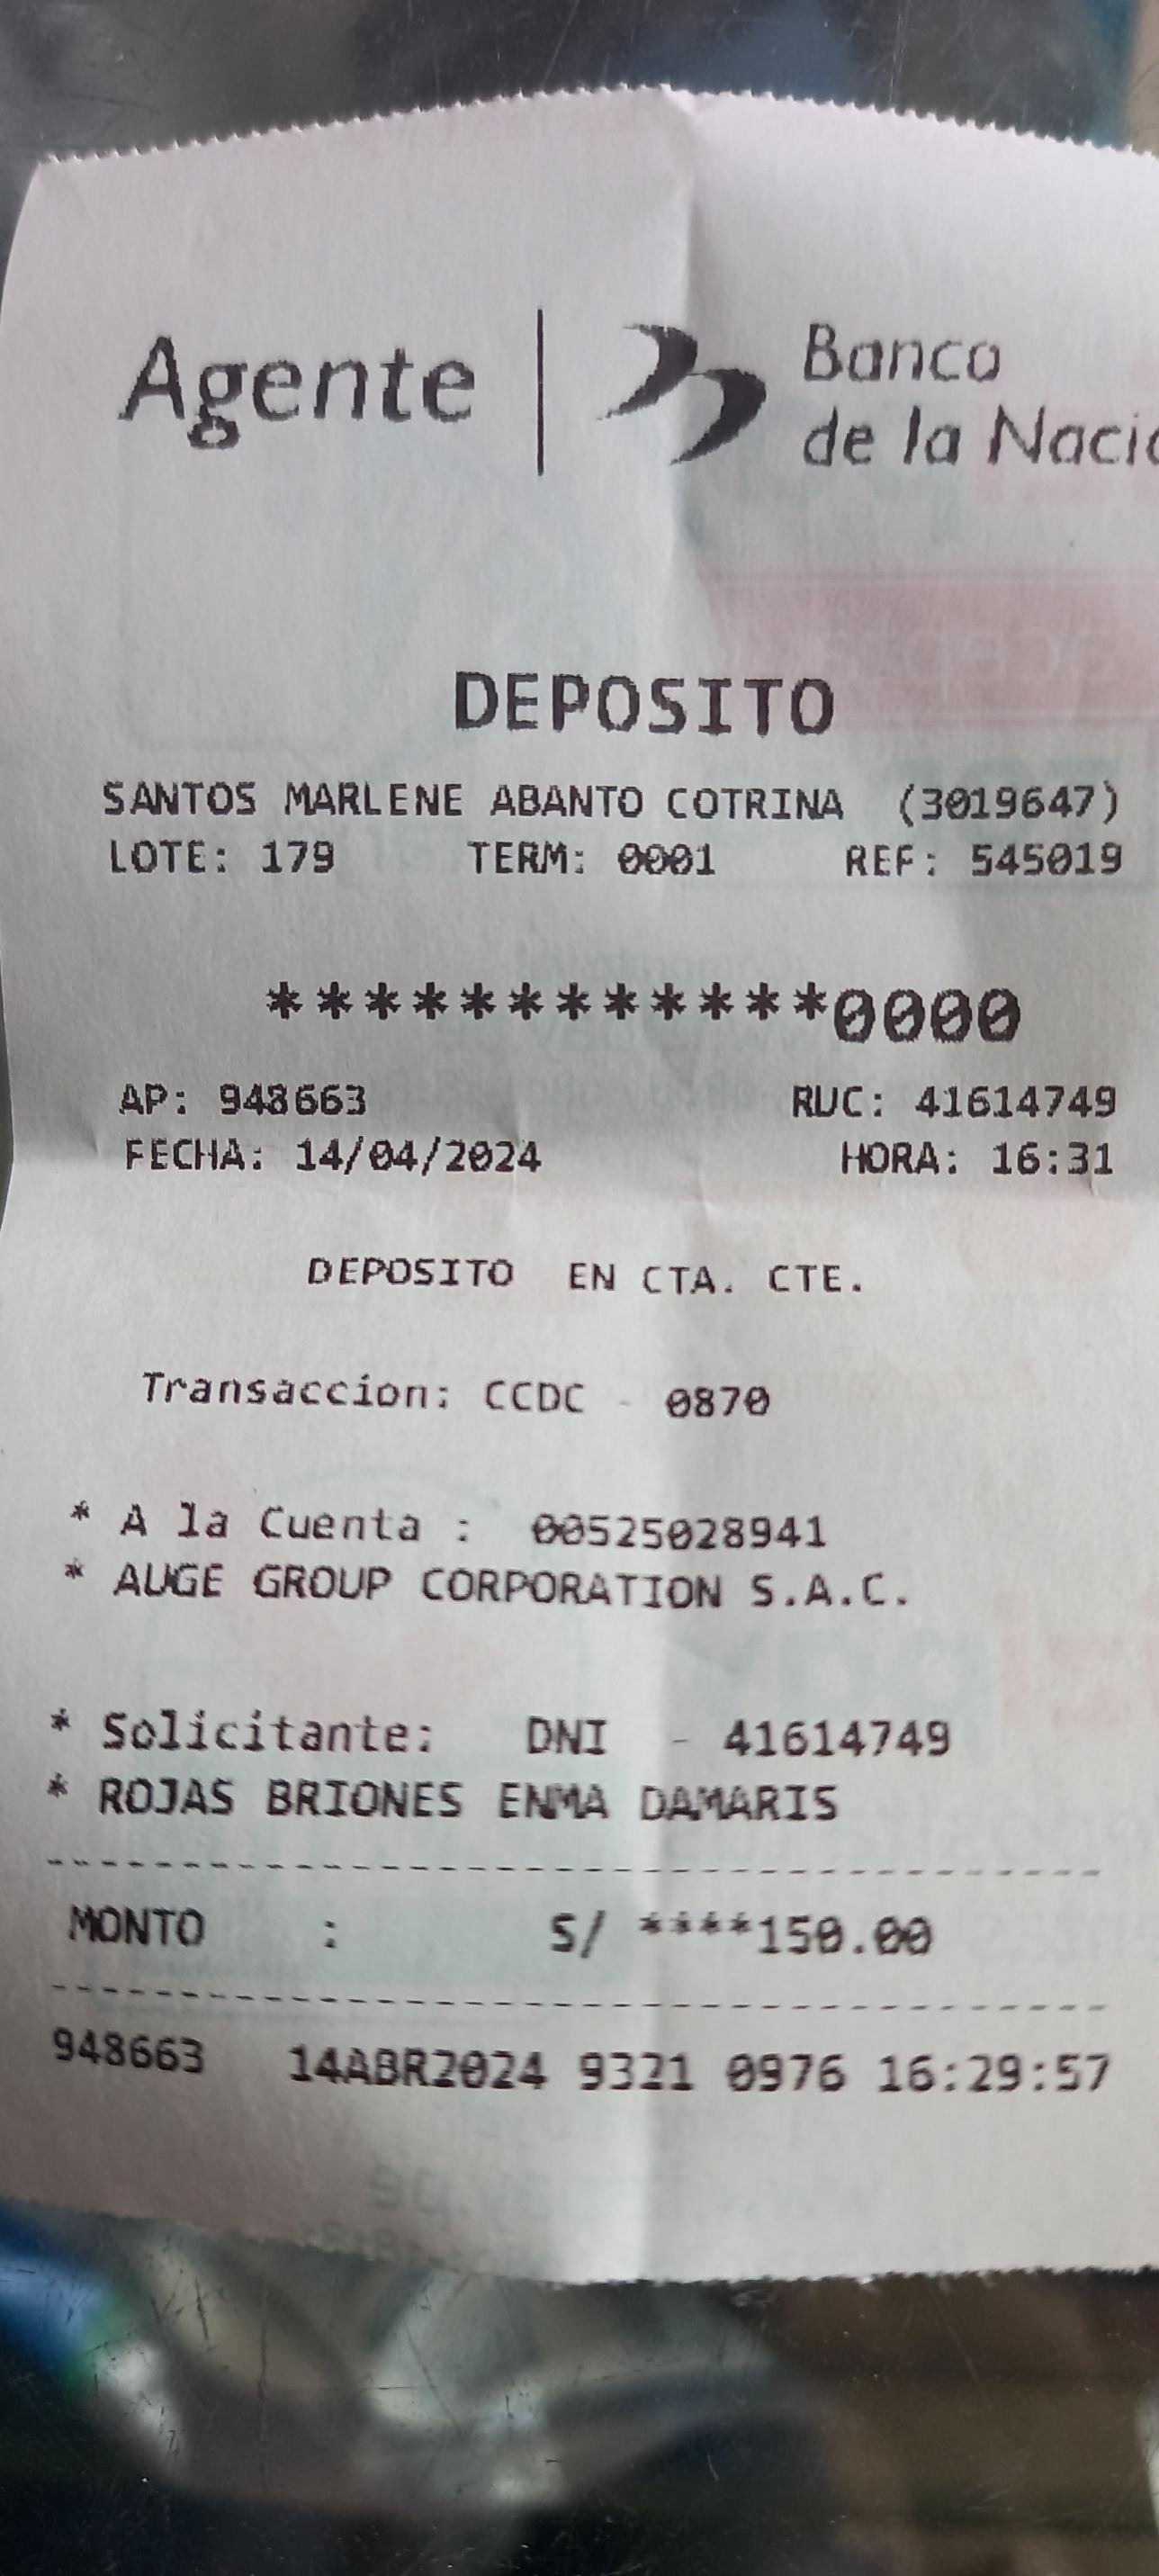 Agente | Banco
de la Nacio
DEPOSITO
SANTOS MARLENE ABANTO COTRINA (3019647)
LOTE: 179 TERM: 0001 REF: 545019
************0000
AP: 948663 RUC: 41614749
FECHA: 14/04/2024 HORA: 16:31
DEPOSITO EN CTA. CTE.
Transaccion: CCDC - 0870
* A la Cuenta : 00525028941
* AUGE GROUP CORPORATION S.A.C.
* Solicitante: DNI - 41614749
* ROJAS BRIONES ENMA DAMARIS
MONTO : S/ ****150.00
948663 14ABR2024 9321 0976 16:29:57